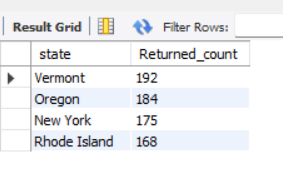 Result Grid Filter Rows:
state Returned_count
Vermont 192
Oregon 184
New York 175
Rhode Island 168